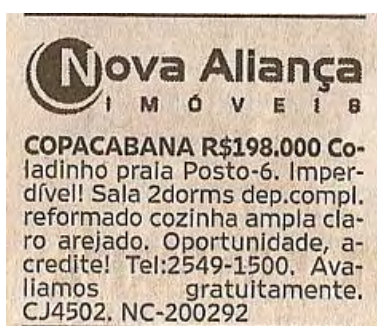 Nova Aliança
IMÓVEIS
COPACABANA R$198.000 Co-
ladinho praia Posto-6. Imper-
dível! Sala 2dorms dep.compl.
reformado cozinha ampla cla-
ro arejado. Oportunidade, a-
credite! Tel:2549-1500. Ava-
liamos gratuitamente.
CJ4502. NC-200292